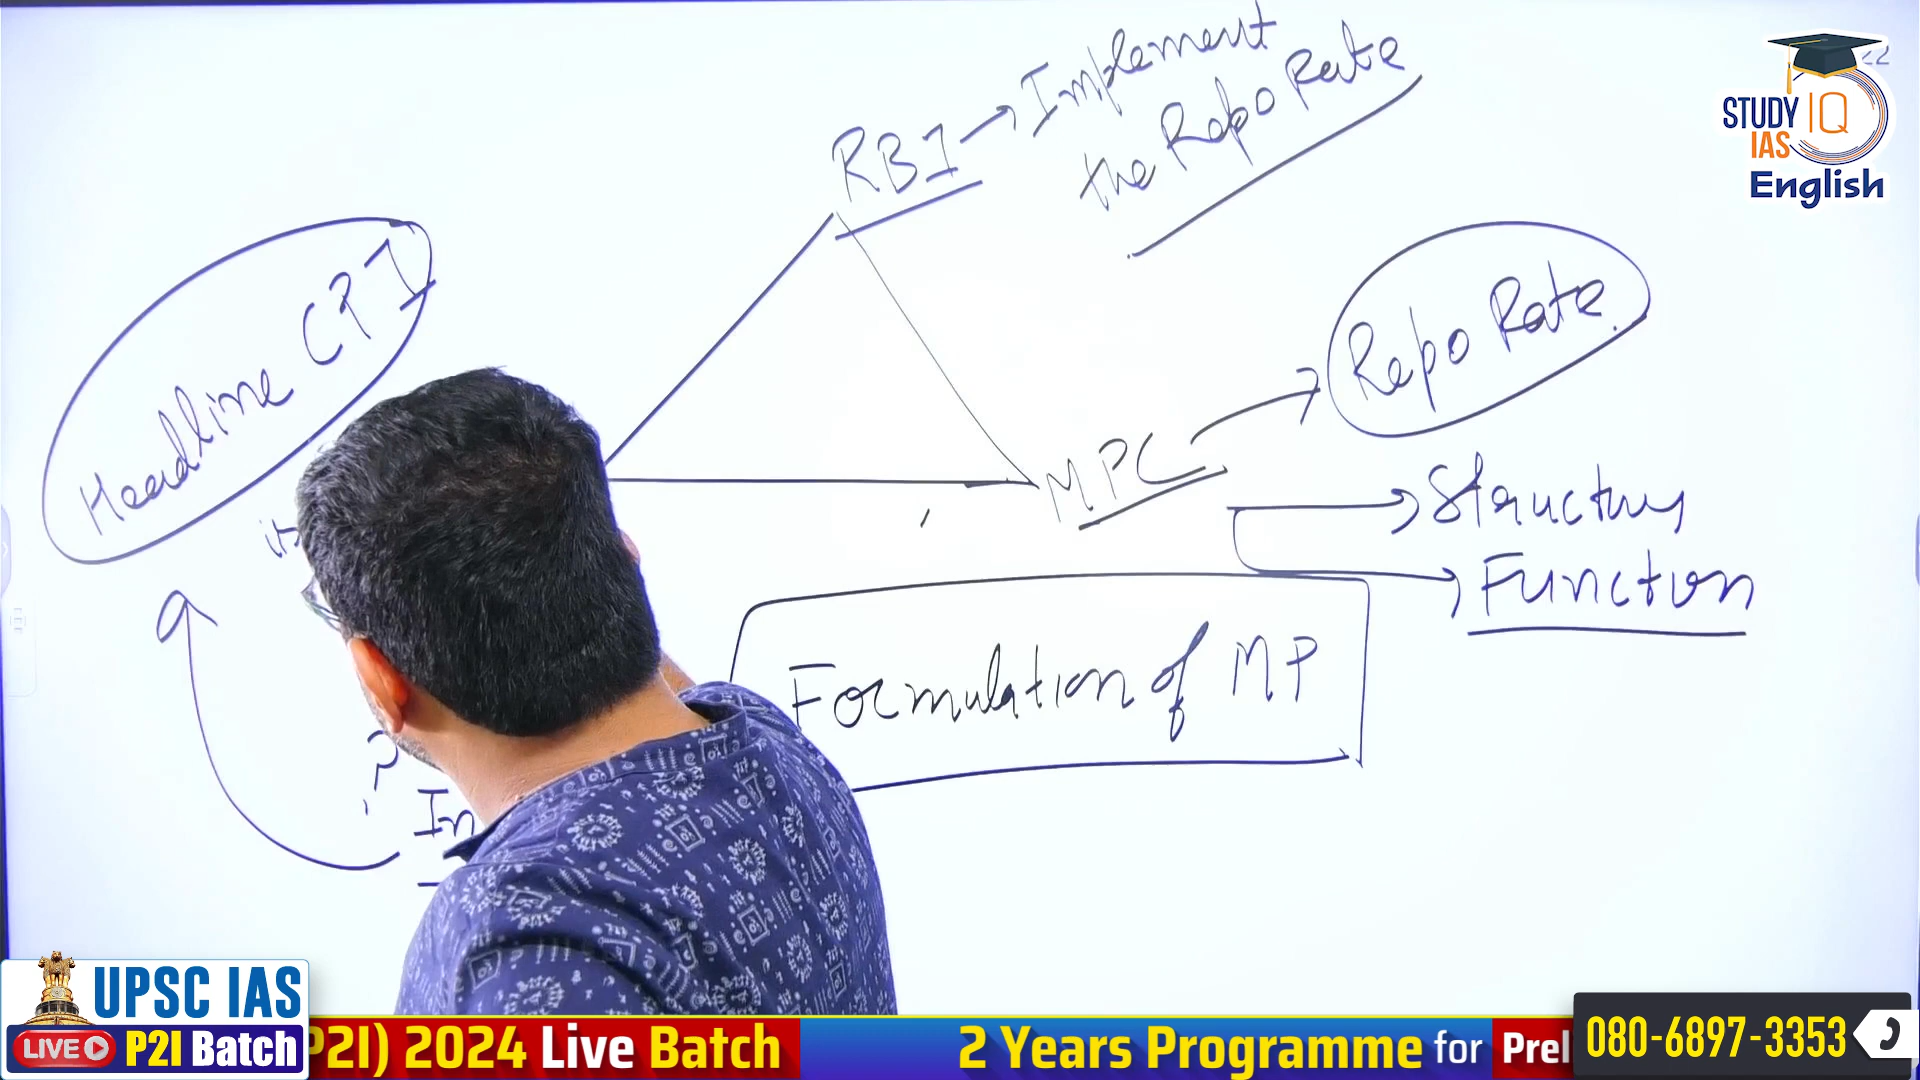 RBI → Implement
the Repo Rate
STUDY IQ
IAS
English
Headline CPI
MPC → Repo Rate
→ Structure
→ Function
Formulation of MP
In
UPSC IAS
LIVE P2I Batch
P2I) 2024 Live Batch
2 Years Programme for Prel
080-6897-3353